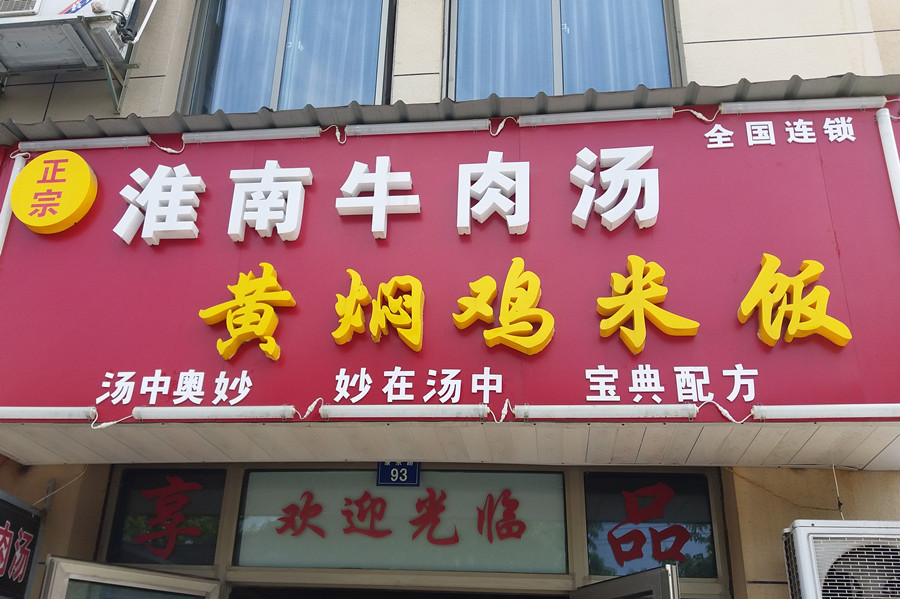 全国连锁
正宗
淮南牛肉汤
黄焖鸡米饭
汤中奥妙 妙在汤中 宝典配方
93
享 欢迎光临 品
肉汤